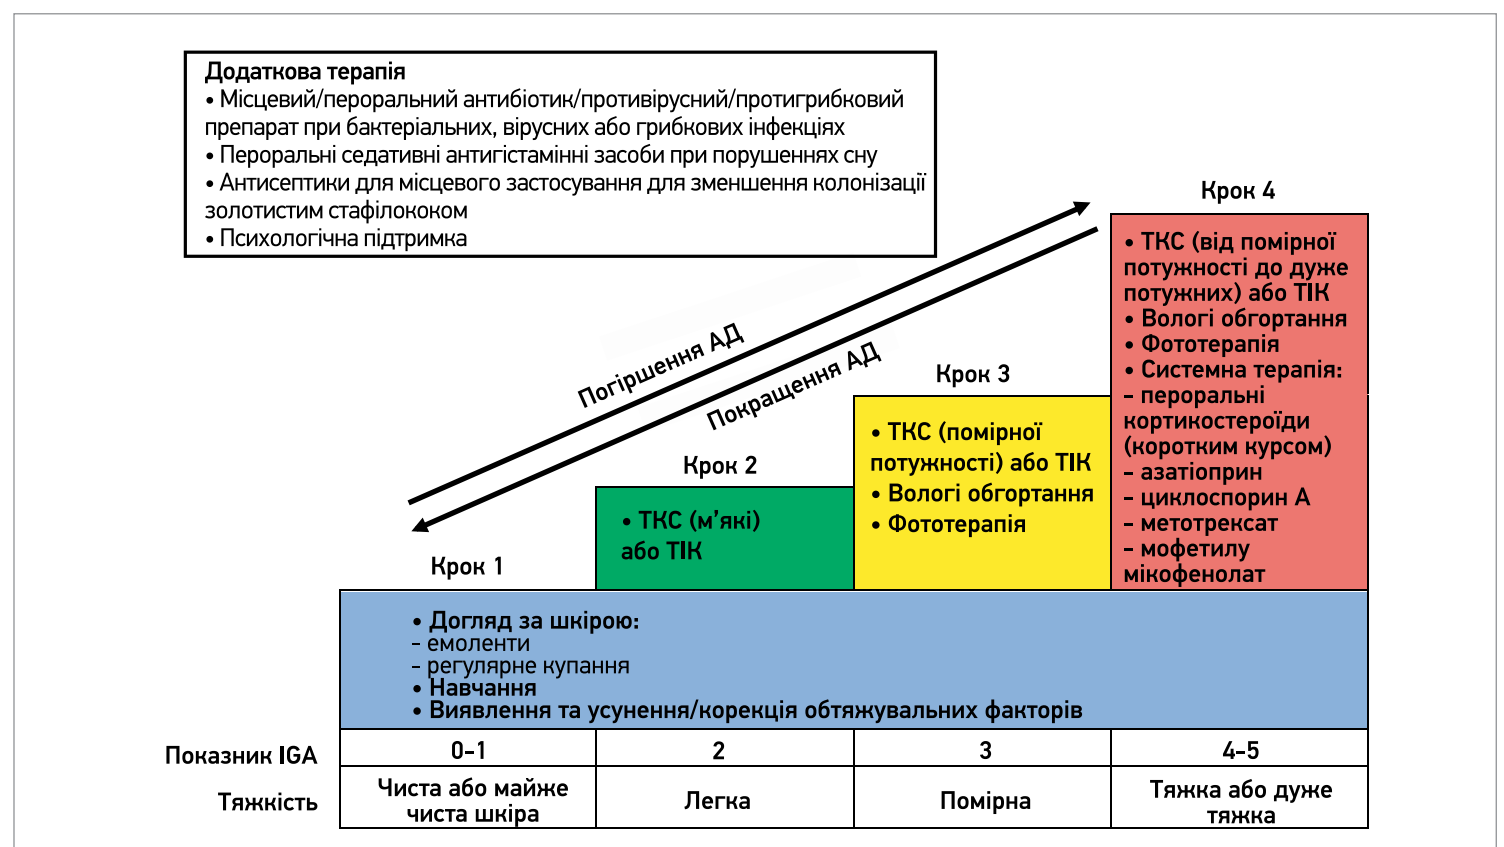 Додаткова терапія
• Місцевий/пероральний антибіотик/противірусний/протигрибковий
препарат при бактеріальних, вірусних або грибкових інфекціях
• Пероральні седативні антигістамінні засоби при порушеннях сну
• Антисептики для місцевого застосування для зменшення колонізації
золотистим стафілококом
• Психологічна підтримка
Погіршення АД
Покращення АД
Крок 1
Крок 2
• ТКС (м’які)
або ТІК
Крок 3
• ТКС (помірної
потужності) або ТІК
• Вологі обгортання
• Фототерапія
Крок 4
• ТКС (від помірної
потужності до дуже
потужних) або ТІК
• Вологі обгортання
• Фототерапія
• Системна терапія:
– пероральні
кортикостероїди
(коротким курсом)
– азатіоприн
– циклоспорин А
– метотрексат
– мофетилу
мікофенолат
• Догляд за шкірою:
– емоленти
– регулярне купання
• Навчання
• Виявлення та усунення/корекція обтяжувальних факторів
Показник IGA 0–1 2 3 4–5
Тяжкість
Чиста або майже
чиста шкіра
Легка
Помірна
Тяжка або дуже
тяжка